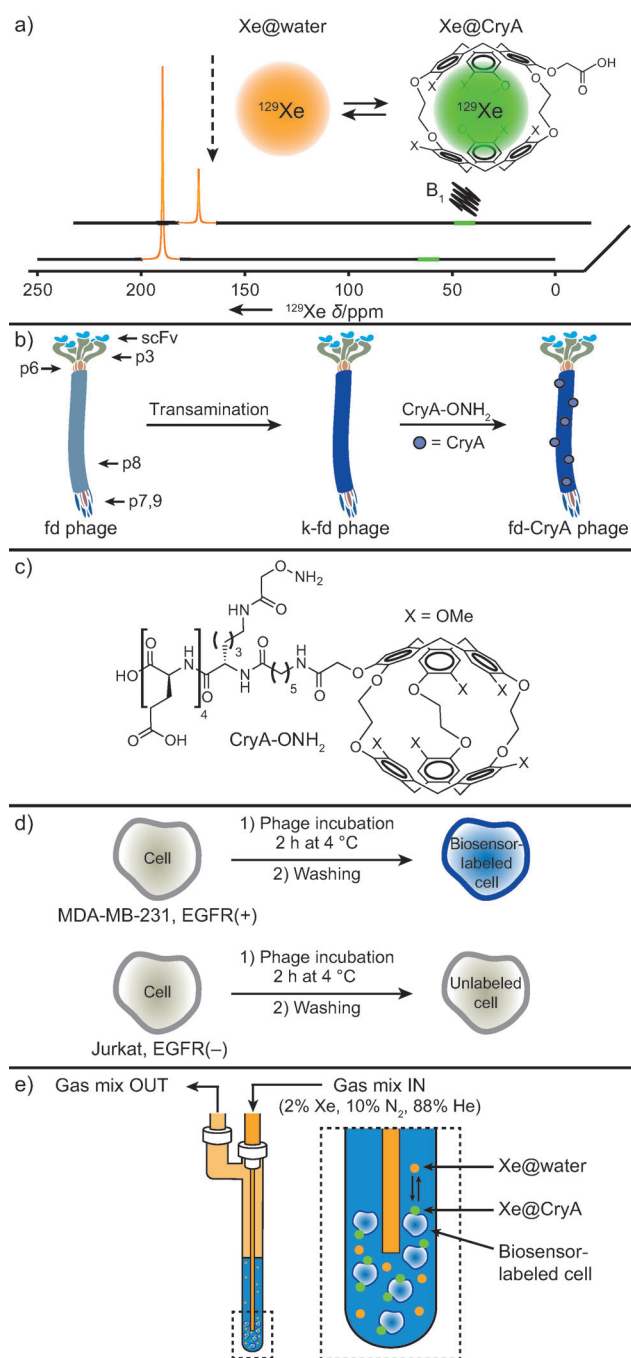 a)
Xe@water
Xe@CryA
129Xe
129Xe
O
O
OH
O
O
X
X
O
O
O
O
X
X
X
B1
250
200
150
100
50
0
129Xe δ/ppm
b)
scFv
p3
p6
p8
p7,9
fd phage
Transamination
k-fd phage
CryA-ONH2
= CryA
fd-CryA phage
c)
O
NH2
HN
O
X = OMe
3
HO
O
H
N
O
N
H
O
5
H
N
O
O
4
O
OH
CryA-ONH2
O
O
O
O
O
O
X
X
X
X
X
d)
Cell
1) Phage incubation
2 h at 4 °C
2) Washing
Biosensor-
labeled
cell
MDA-MB-231, EGFR(+)
Cell
1) Phage incubation
2 h at 4 °C
2) Washing
Unlabeled
cell
Jurkat, EGFR(–)
e)
Gas mix OUT
Gas mix IN
(2% Xe, 10% N2, 88% He)
Xe@water
Xe@CryA
Biosensor-
labeled cell